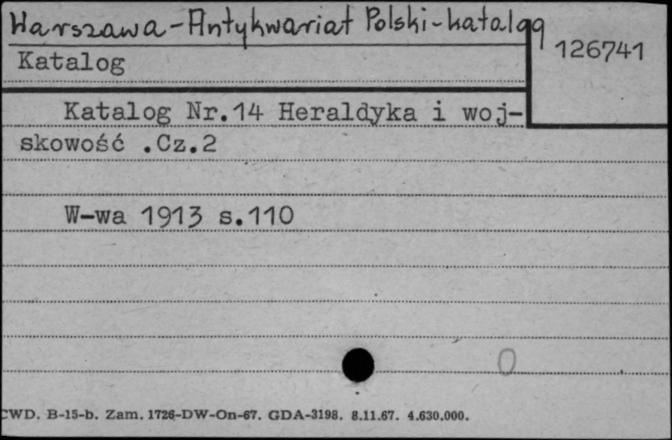 Warszawa-Antykwariat Polski-katalog
126741
Katalog
Katalog Nr.14 Heraldyka i woj-
skowość .Cz.2
W-wa 1913 s.110
0
CWD. B-15-b. Zam. 1726-DW-On-67. GDA-3198. 8.11.67. 4.630.000.